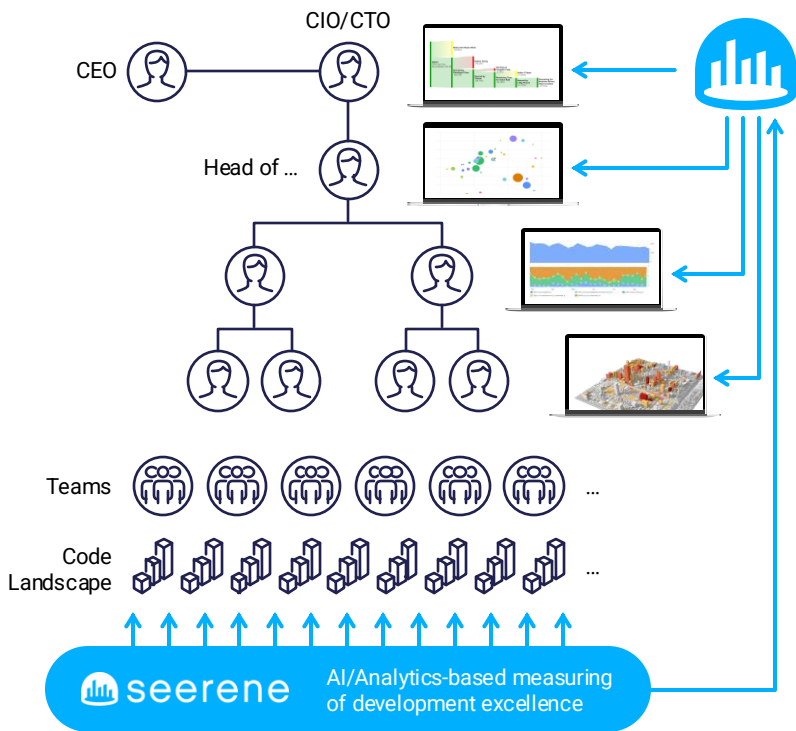 CIO/CTO
CEO
Head of ...
Teams
...
Code
Landscape
...
seerene
AI/Analytics-based measuring
of development excellence